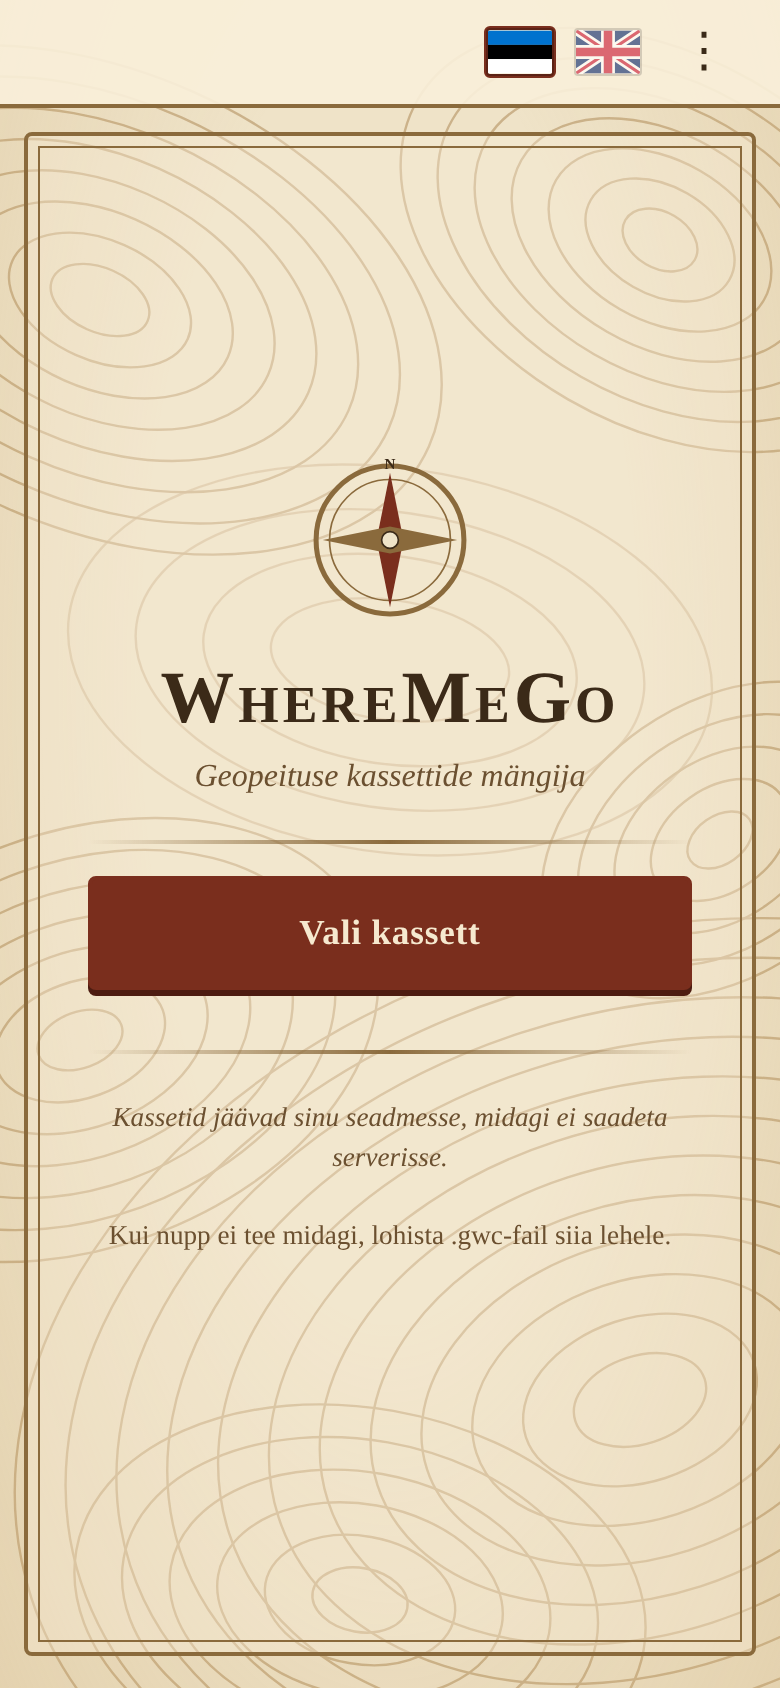 N
WhereMeGo
Geopeituse kassettide mängija
Vali kassett
Kassetid jäävad sinu seadmesse, midagi ei saadeta
serverisse.
Kui nupp ei tee midagi, lohista .gwc-fail siia lehele.